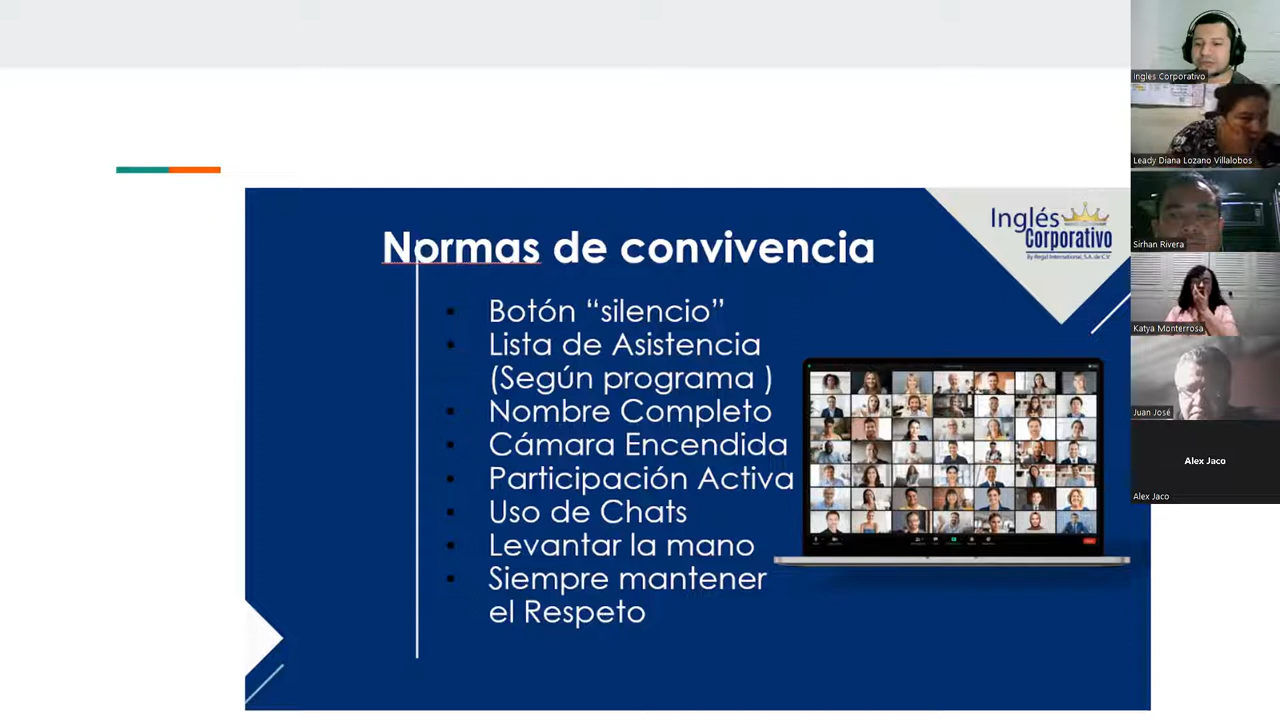 Normas de convivencia
Inglés
Corporativo
By Regal International, S.A. de C.V
Botón “silencio”
Lista de Asistencia
(Según programa )
Nombre Completo
Cámara Encendida
Participación Activa
Uso de Chats
Levantar la mano
Siempre mantener
el Respeto
Ingles Corporativo
Leady Diana Lozano Villalobos
Sirhan Rivera
Katya Monterrosa
Juan José
Alex Jaco
Alex Jaco